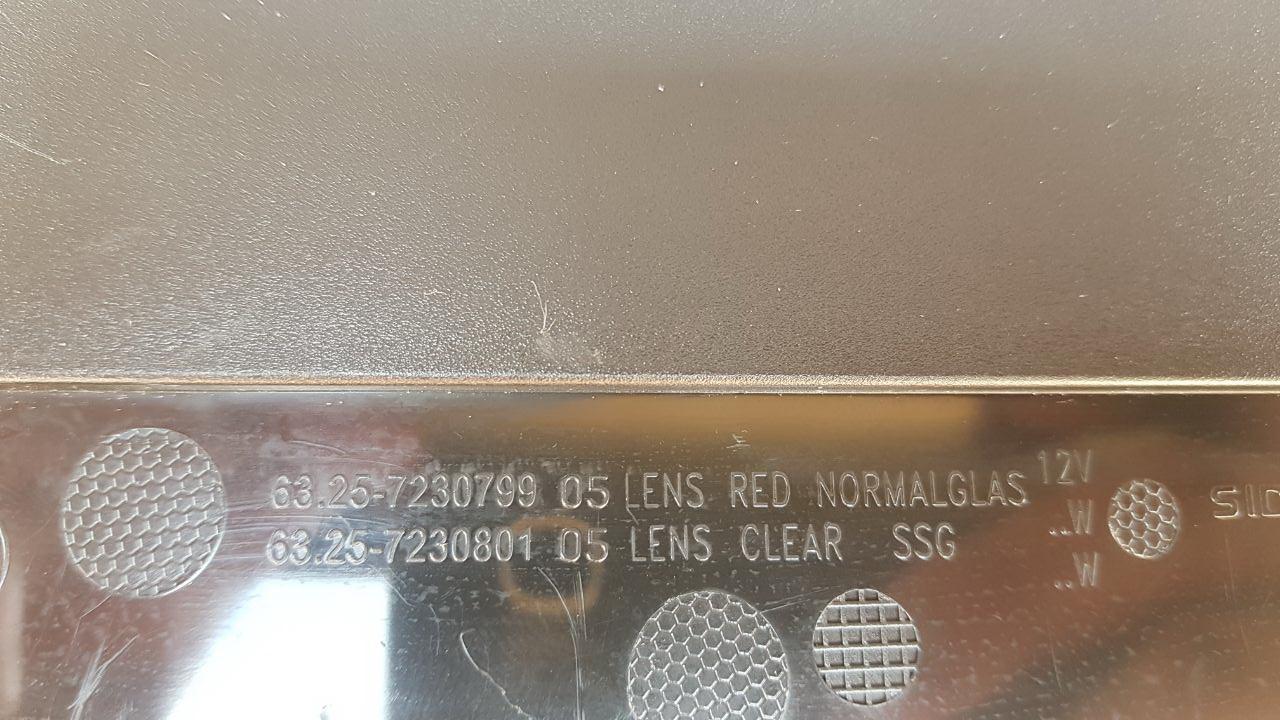 63.25-7230799 05 LENS RED NORMALGLAS 12V
63.25-7230801 05 LENS CLEAR SSG ..W
..W